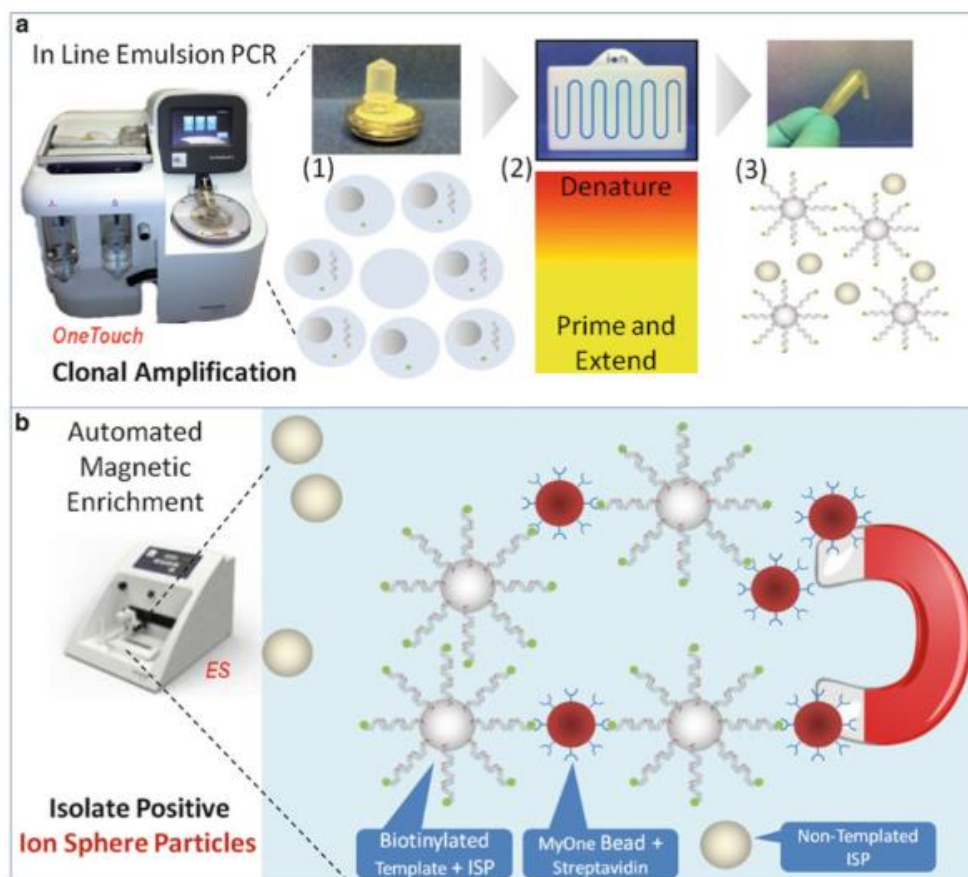 a
In Line Emulsion PCR
ion
(1)
(2)
(3)
Denature
Prime and
Extend
OneTouch
Clonal Amplification
b
Automated
Magnetic
Enrichment
ES
Isolate Positive
Ion Sphere Particles
Biotinylated
Template + ISP
MyOne Bead +
Streptavidin
Non-Templated
ISP